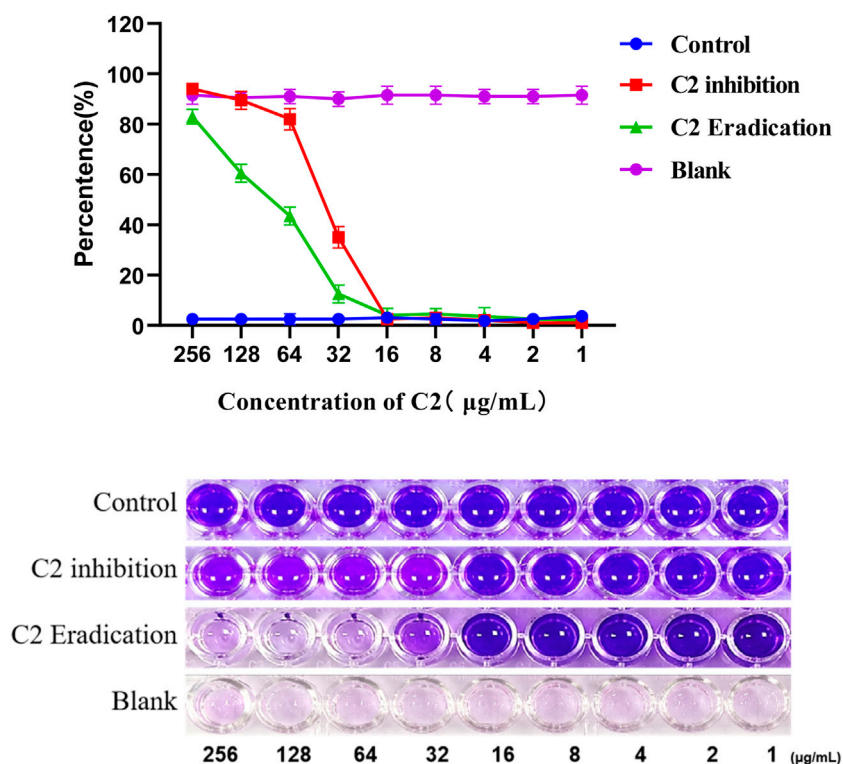 120
100
80
60
40
20
0
Percentence(%)
256 128 64 32 16 8 4 2 1
Concentration of C2( μg/mL)
Control
C2 inhibition
C2 Eradication
Blank
Control
C2 inhibition
C2 Eradication
Blank
256 128 64 32 16 8 4 2 1 (μg/mL)